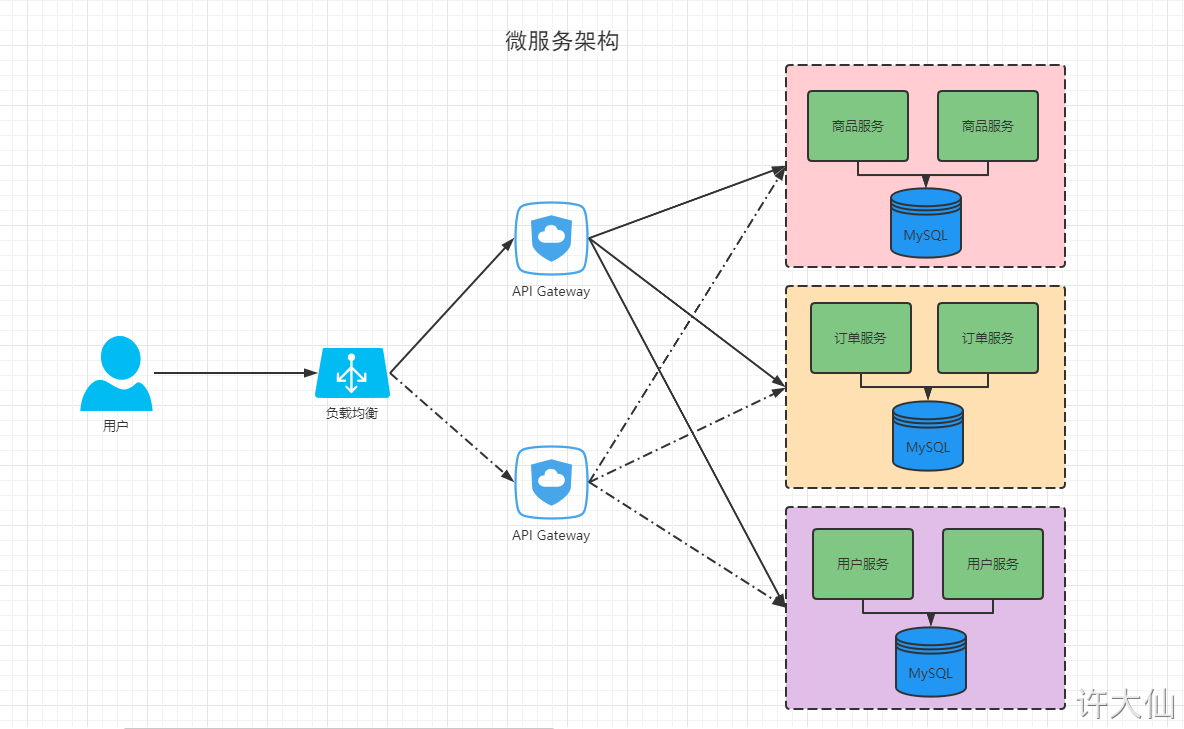 微服务架构
商品服务
商品服务
MySQL
API Gateway
订单服务
订单服务
MySQL
用户
负载均衡
API Gateway
用户服务
用户服务
MySQL
许大仙